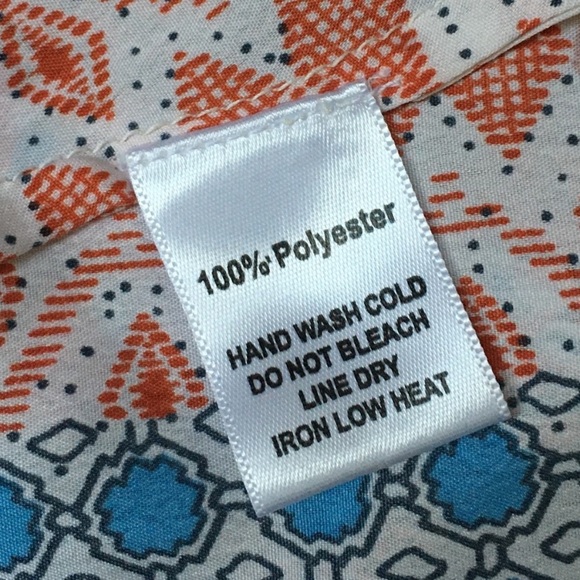 100% Polyester
HAND WASH COLD
DO NOT BLEACH
LINE DRY
IRON LOW HEAT